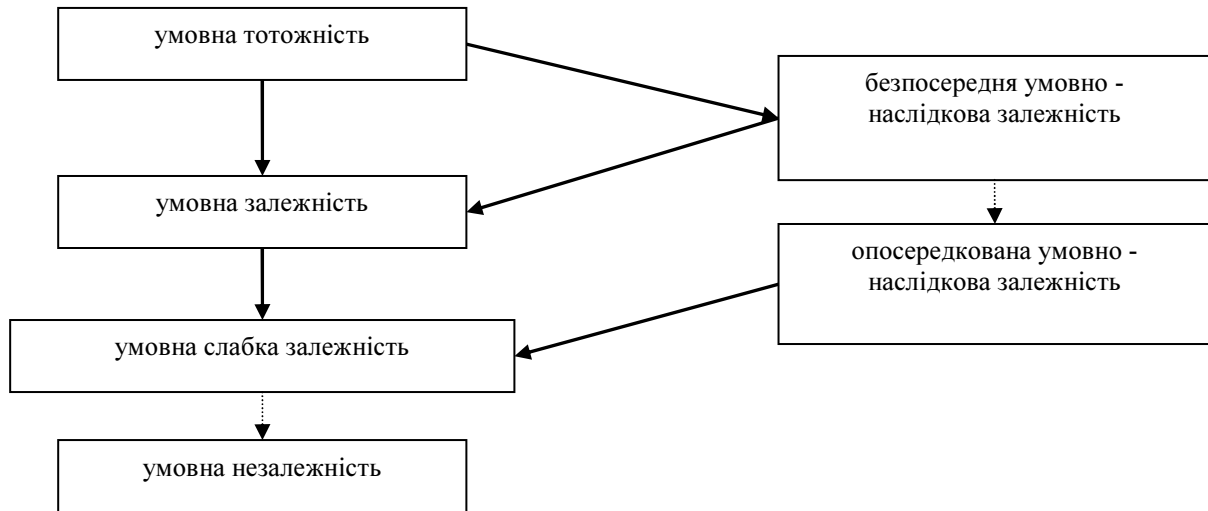 умовна тотожність
безпосередня умовно -
наслідкова залежність
умовна залежність
опосередкована умовно -
наслідкова залежність
умовна слабка залежність
умовна незалежність